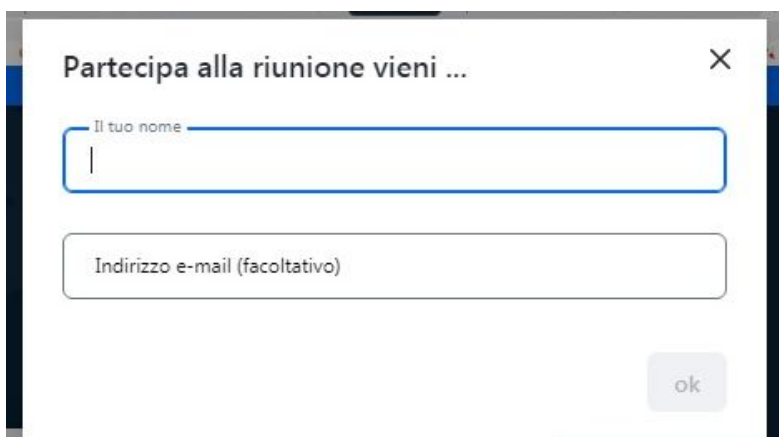 Partecipa alla riunione vieni ...
Il tuo nome
Indirizzo e-mail (facoltativo)
ok